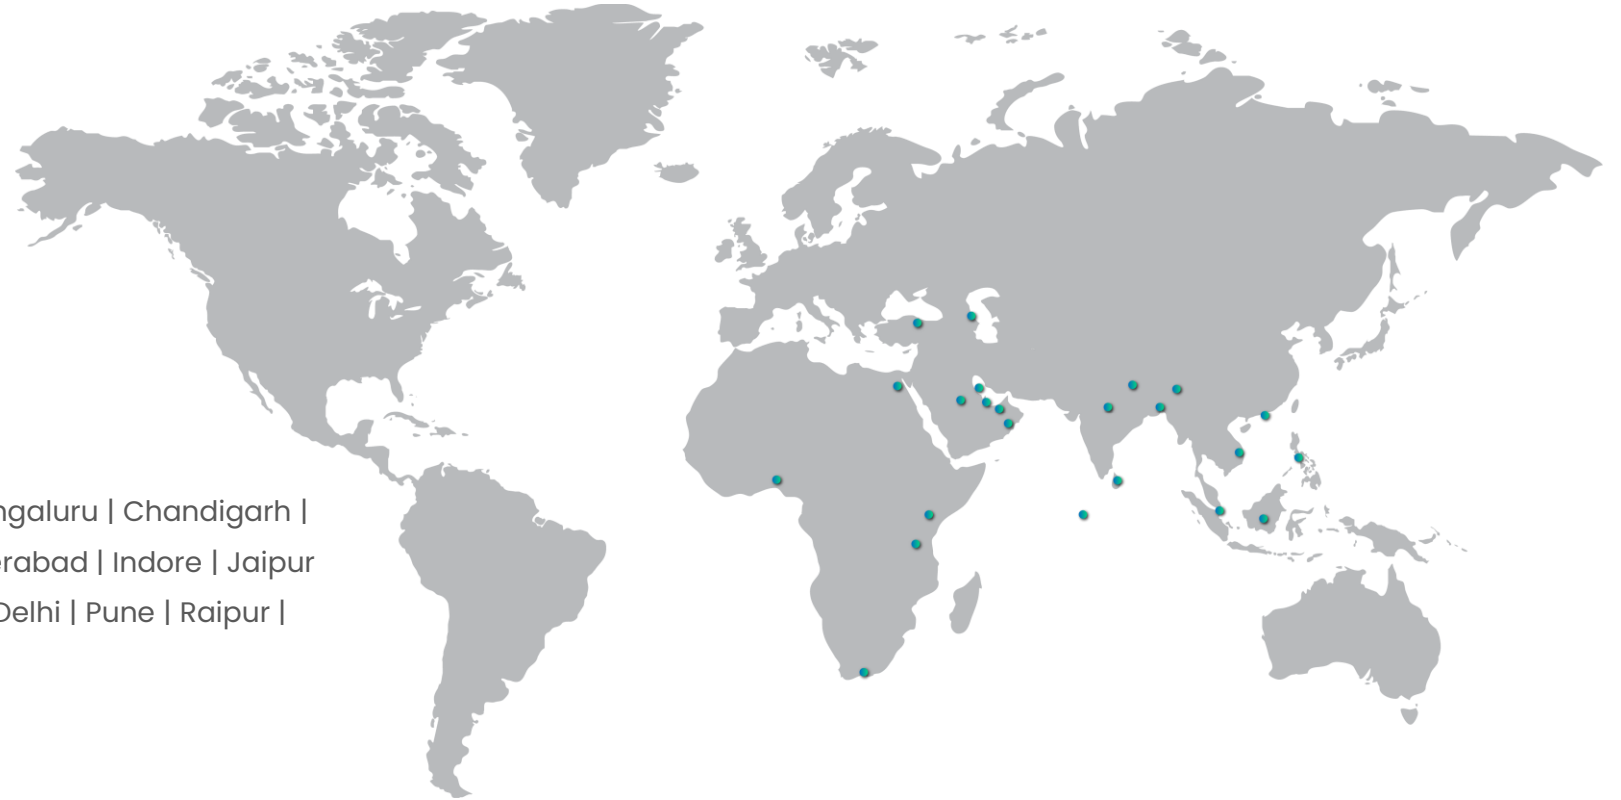 ngaluru | Chandigarh |
erabad | Indore | Jaipur
Delhi | Pune | Raipur |